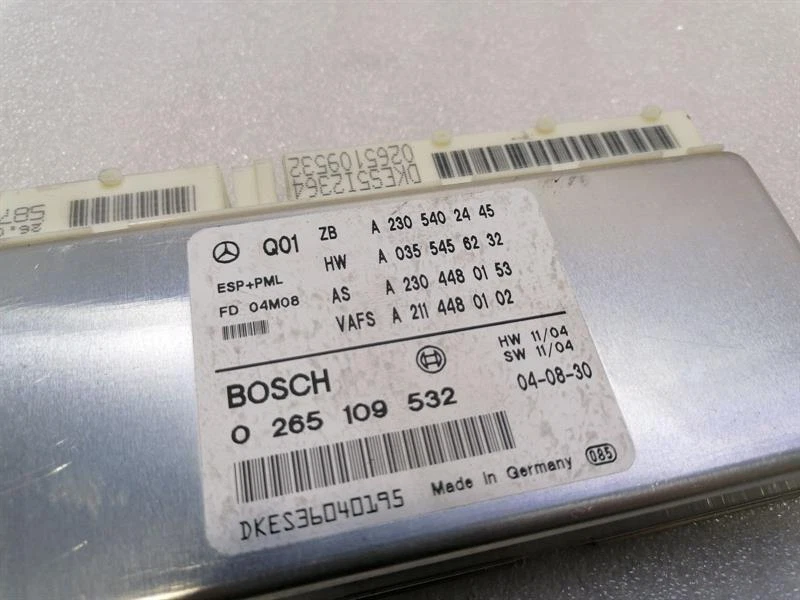 DKES512364
0265109532
Q01 ZB A 230 540 24 45
ESP+PML HW A 035 545 62 32
FD 04M08 AS A 230 448 01 53
VAFS A 211 448 01 02
HW 11/04
SW 11/04
BOSCH
04-08-30
0 265 109 532
DKES36040195 Made in Germany 085